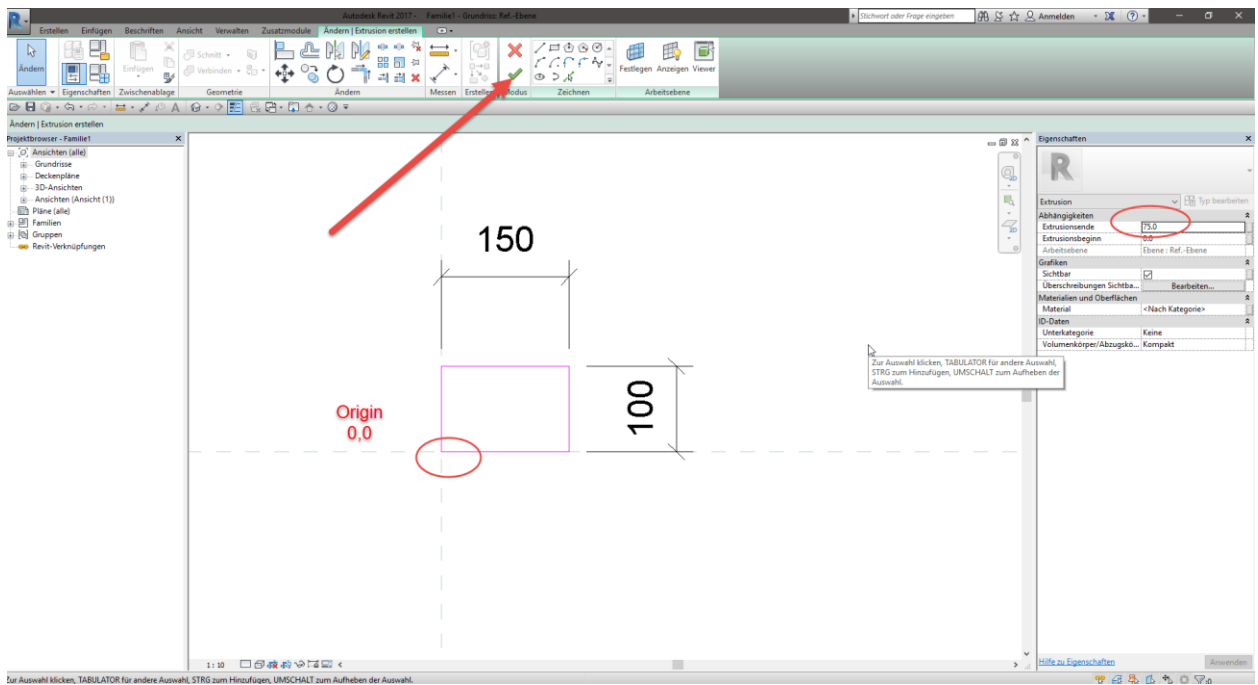 Autodesk Revit 2017 - Familie1 - Grundriss: Ref.-Ebene
Stichwort oder Frage eingeben
Anmelden
Erstellen Einfügen Beschriften Ansicht Verwalten Zusatzmodule Ändern | Extrusion erstellen
Ändern
Einfügen
Schnitt
Verbinden
Festlegen Anzeigen Viewer
Auswählen Eigenschaften Zwischenablage Geometrie Ändern Messen Erstellen Modus Zeichnen Arbeitsebene
Ändern | Extrusion erstellen
Projektbrowser - Familie1
Ansichten (alle)
Grundrisse
Deckenpläne
3D-Ansichten
Ansichten (Ansicht (1))
Pläne (alle)
Familien
Gruppen
Revit-Verknüpfungen
150
100
Origin
0,0
Zur Auswahl klicken, TABULATOR für andere Auswahl,
STRG zum Hinzufügen, UMSCHALT zum Aufheben der
Auswahl.
Eigenschaften
R
Extrusion
Typ bearbeiten
Abhängigkeiten
Extrusionsende 75.0
Extrusionsbeginn 0.0
Arbeitsebene Ebene : Ref.-Ebene
Grafiken
Sichtbar
Überschreibungen Sichtba... Bearbeiten...
Materialien und Oberflächen
Material <Nach Kategorie>
ID-Daten
Unterkategorie Keine
Volumenkörper/Abzugskö... Kompakt
Hilfe zu Eigenschaften
Anwenden
1 : 10
Zur Auswahl klicken, TABULATOR für andere Auswahl, STRG zum Hinzufügen, UMSCHALT zum Aufheben der Auswahl.
:0